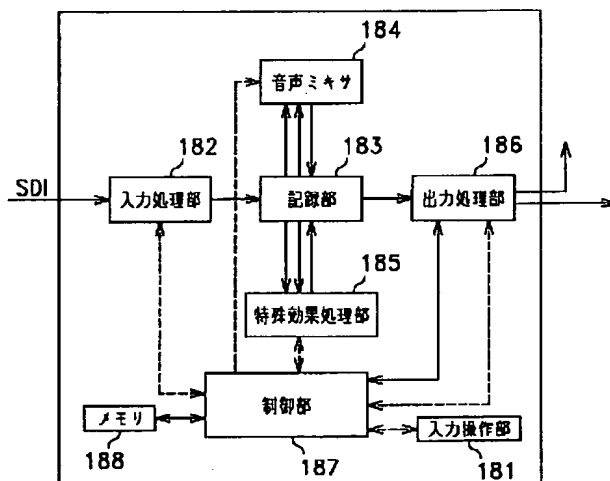 184
音声ミキサ
182
183
186
SDI
入力処理部
記録部
出力処理部
185
特殊効果処理部
制御部
メモリ
入力操作部
188
187
181